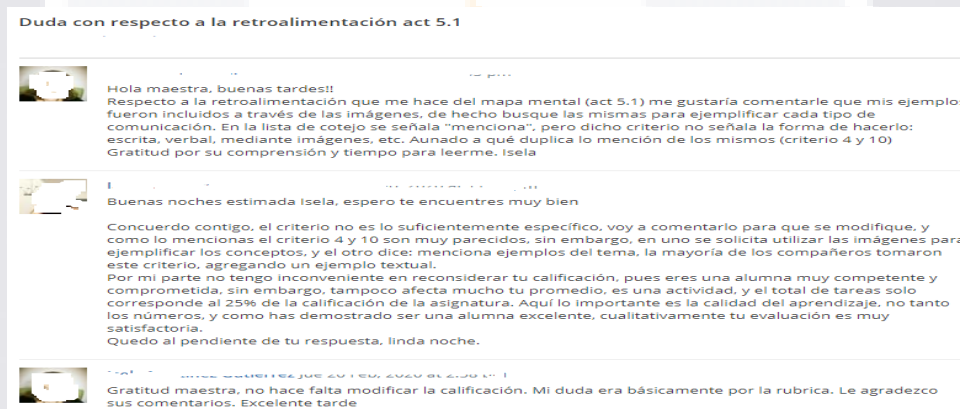 Duda con respecto a la retroalimentación act 5.1
Hola maestra, buenas tardes!!
Respecto a la retroalimentación que me hace del mapa mental (act 5.1) me gustaría comentarle que mis ejemplos
fueron incluidos a través de las imágenes, de hecho busque las mismas para ejemplificar cada tipo de
comunicación. En la lista de cotejo se señala "menciona", pero dicho criterio no señala la forma de hacerlo:
escrita, verbal, mediante imágenes, etc. Aunado a qué duplica lo mención de los mismos (criterio 4 y 10)
Gratitud por su comprensión y tiempo para leerme. Isela
Buenas noches estimada Isela, espero te encuentres muy bien
Concuerdo contigo, el criterio no es lo suficientemente específico, voy a comentarlo para que se modifique, y
como lo mencionas el criterio 4 y 10 son muy parecidos, sin embargo, en uno se solicita utilizar las imágenes para
ejemplificar los conceptos, y el otro dice: menciona ejemplos del tema, la mayoría de los compañeros tomaron
este criterio, agregando un ejemplo textual.
Por mi parte no tengo inconveniente en reconsiderar tu calificación, pues eres una alumna muy competente y
comprometida, sin embargo, tampoco afecta mucho tu promedio, es una actividad, y el total de tareas solo
corresponde al 25% de la calificación de la asignatura. Aquí lo importante es la calidad del aprendizaje, no tanto
los números, y como has demostrado ser una alumna excelente, cualitativamente tu evaluación es muy
satisfactoria.
Quedo al pendiente de tu respuesta, linda noche.
Gratitud maestra, no hace falta modificar la calificación. Mi duda era básicamente por la rubrica. Le agradezco
sus comentarios. Excelente tarde